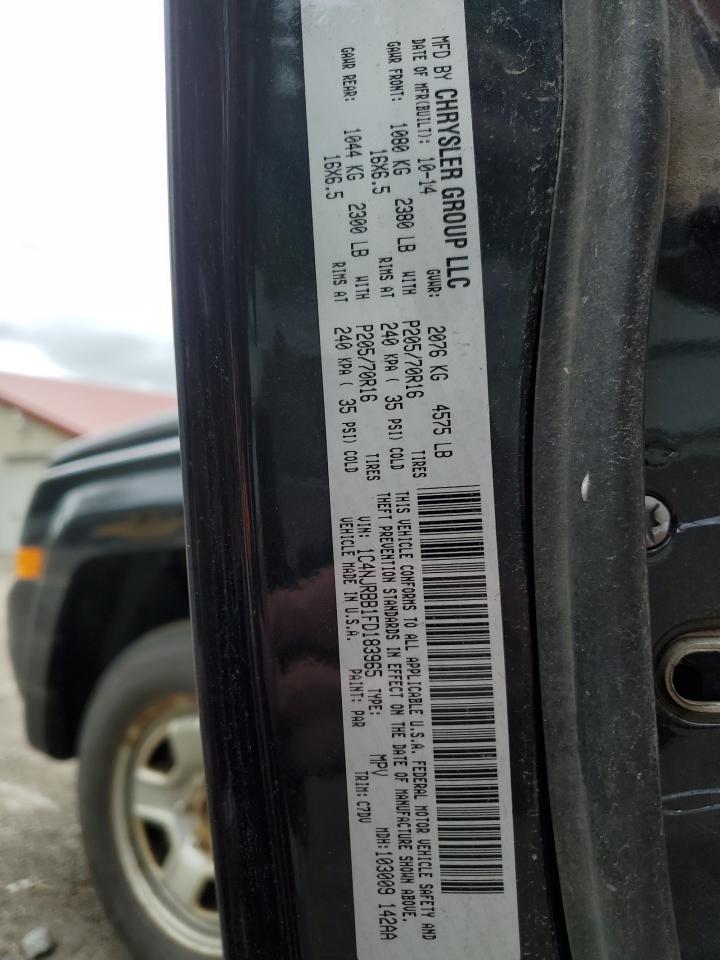 MFD BY CHRYSLER GROUP LLC
DATE OF MFR(BUILT): 10-14 GVWR: 2076 KG 4575 LB
GAWR FRONT: 1080 KG 2380 LB WITH P205/70R16 TIRES
16X6.5 RIMS AT 240 KPA ( 35 PSI) COLD
GAWR REAR: 1044 KG 2300 LB WITH P205/70R16 TIRES
16X6.5 RIMS AT 240 KPA ( 35 PSI) COLD
THIS VEHICLE CONFORMS TO ALL APPLICABLE U.S.A. FEDERAL MOTOR VEHICLE SAFETY AND
THEFT PREVENTION STANDARDS IN EFFECT ON THE DATE OF MANUFACTURE SHOWN ABOVE.
VIN: 1C4NJRBB1FD183965 TYPE: MPV MDH:103009 142AA
VEHICLE MADE IN U.S.A. PAINT: PAR TRIM: C7DV